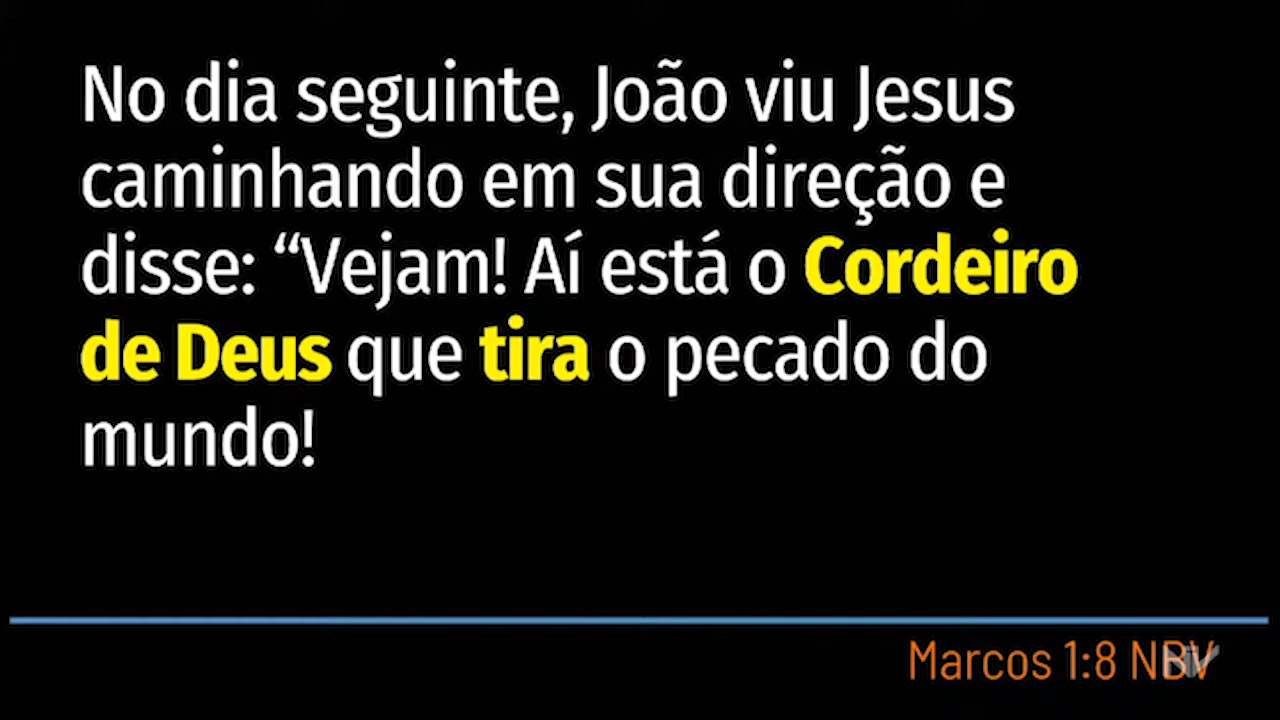 No dia seguinte, João viu Jesus
caminhando em sua direção e
disse: “Vejam! Aí está o Cordeiro
de Deus que tira o pecado do
mundo!
Marcos 1:8 NBV